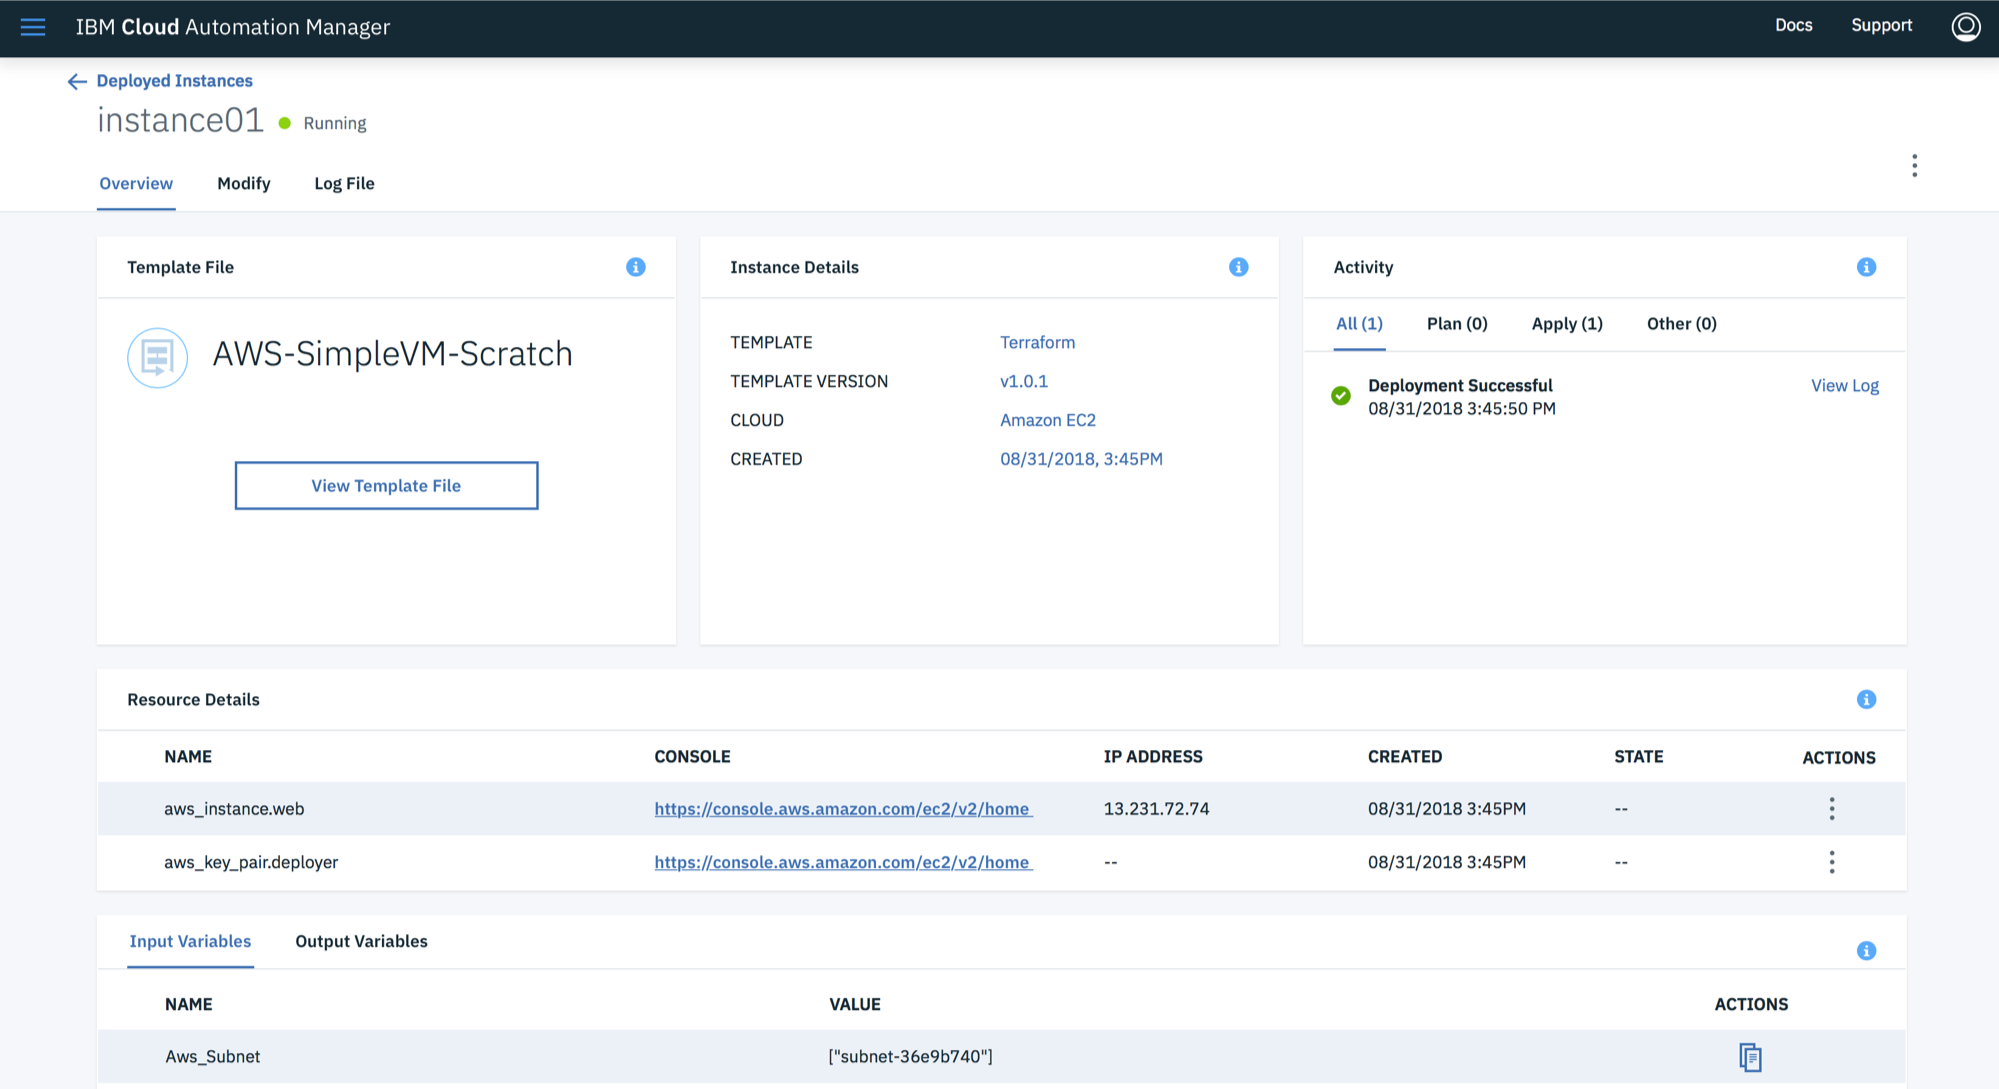 IBM Cloud Automation Manager
Docs
Support
Deployed Instances
instance01
Running
Overview
Modify
Log File
Template File
AWS-SimpleVM-Scratch
View Template File
Instance Details
TEMPLATE Terraform
TEMPLATE VERSION v1.0.1
CLOUD Amazon EC2
CREATED 08/31/2018, 3:45PM
Activity
All (1) Plan (0) Apply (1) Other (0)
Deployment Successful View Log
08/31/2018 3:45:50 PM
Resource Details
NAME CONSOLE IP ADDRESS CREATED STATE ACTIONS
aws_instance.web https://console.aws.amazon.com/ec2/v2/home 13.231.72.74 08/31/2018 3:45PM --
aws_key_pair.deployer https://console.aws.amazon.com/ec2/v2/home -- 08/31/2018 3:45PM --
Input Variables Output Variables
NAME VALUE ACTIONS
Aws_Subnet ["subnet-36e9b740"]